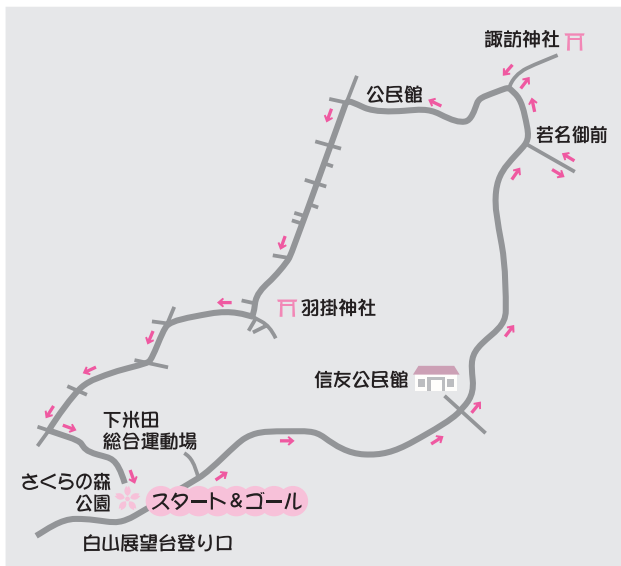 諏訪神社
公民館
若名御前
羽掛神社
信友公民館
下米田
総合運動場
さくらの森
公園
スタート&ゴール
白山展望台登り口